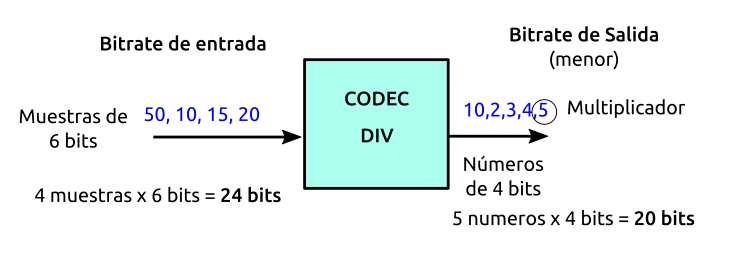 Bitrate de entrada
Bitrate de Salida
(menor)
Muestras de
6 bits
50, 10, 15, 20
CODEC
DIV
10,2,3,4,5
Multiplicador
Números
de 4 bits
4 muestras x 6 bits = 24 bits
5 numeros x 4 bits = 20 bits